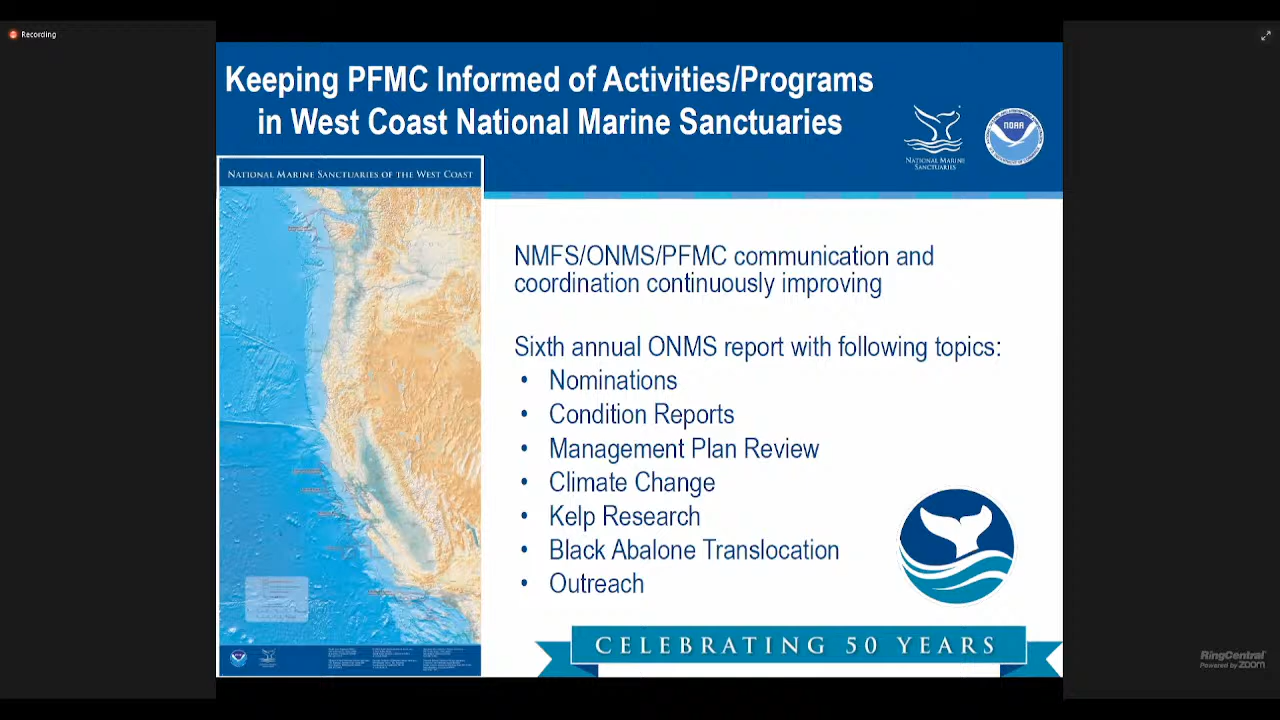 Recording
Keeping PFMC Informed of Activities/Programs
in West Coast National Marine Sanctuaries
NATIONAL MARINE
SANCTUARIES
NOAA
NATIONAL MARINE SANCTUARIES OF THE WEST COAST
NMFS/ONMS/PFMC communication and
coordination continuously improving
Sixth annual ONMS report with following topics:
• Nominations
• Condition Reports
• Management Plan Review
• Climate Change
• Kelp Research
• Black Abalone Translocation
• Outreach
CELEBRATING 50 YEARS
RingCentral
Powered by zoom